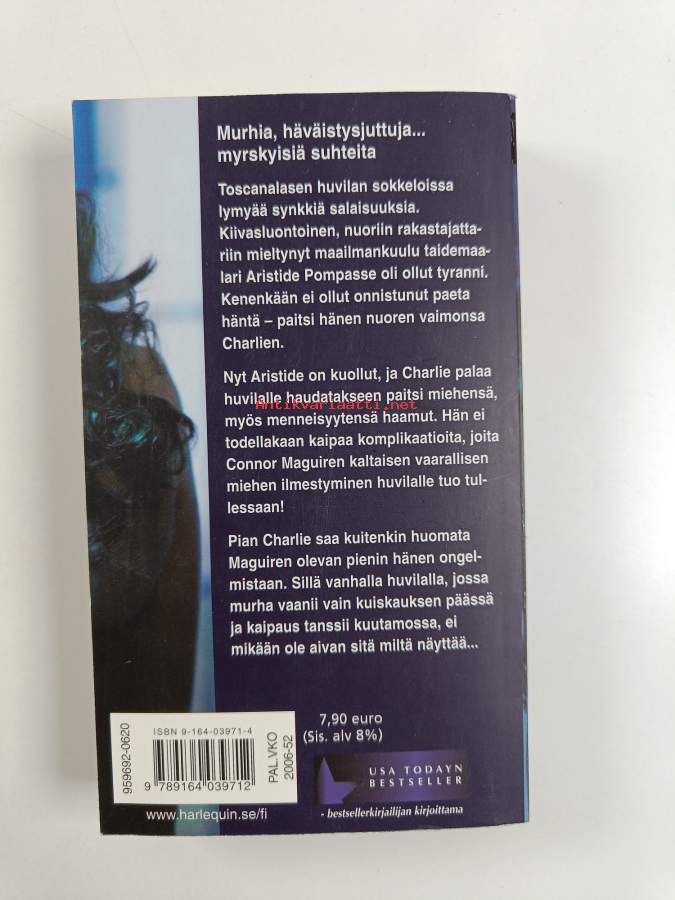 Murhia, häväistysjuttuja...
myrskyisiä suhteita
Toscanalasen huvilan sokkeloissa
lymyää synkkiä salaisuuksia.
Kiivasluontoinen, nuoriin rakastajatta-
riin mieltynyt maailmankuulu taidemaa-
lari Aristide Pompasse oli ollut tyranni.
Kenenkään ei ollut onnistunut paeta
häntä – paitsi hänen nuoren vaimonsa
Charlien.
Nyt Aristide on kuollut, ja Charlie palaa
huvilalle haudatakseen paitsi miehensä,
Antikvariaatti.net
myös menneisyytensä haamut. Hän ei
todellakaan kaipaa komplikaatioita, joita
Connor Maguiren kaltaisen vaarallisen
miehen ilmestyminen huvilalle tuo tul-
lessaan!
Pian Charlie saa kuitenkin huomata
Maguiren olevan pienin hänen ongel-
mistaan. Sillä vanhalla huvilalla, jossa
murha vaanii vain kuiskauksen päässä
ja kaipaus tanssii kuutamossa, ei
mikään ole aivan sitä miltä näyttää...
959692-0620
ISBN 9-164-03971-4
9 789164 039712
PAL.VKO
2006-52
www.harlequin.se/fi
7,90 euro
(Sis. alv 8%)
USA TODAYN
BESTSELLER
- bestsellerkirjailijan kirjoittama